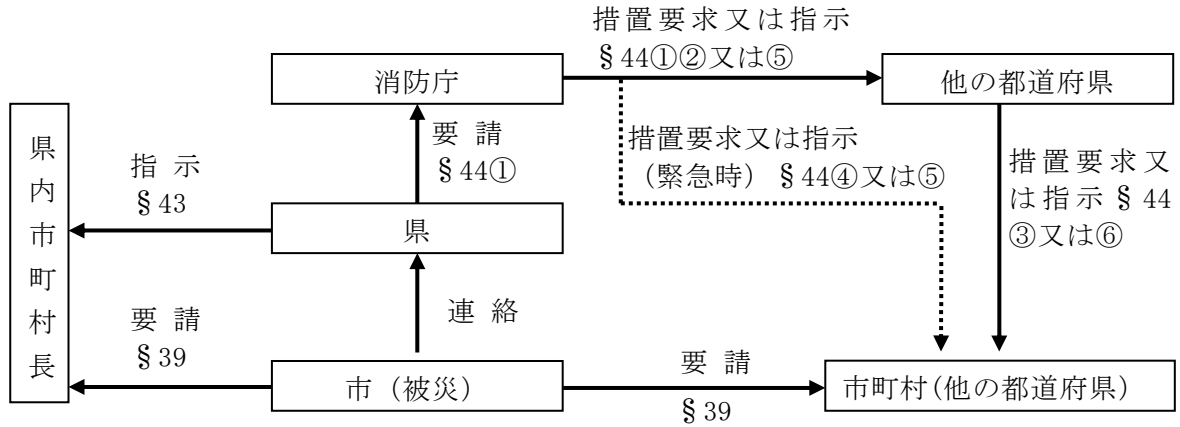 措置要求又は指示
§44①②又は⑤
消防庁
他の都道府県
県内市町村長
指示
§43
要請
§44①
措置要求又は指示
（緊急時）§44④又は⑤
措置要求又
は指示§44
③又は⑥
県
要請
§39
連絡
市（被災）
要請
§39
市町村(他の都道府県)